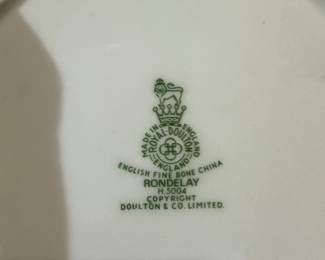 MADE IN ENGLAND
ROYAL·DOULTON
ENGLAND
ENGLISH FINE BONE CHINA
RONDELAY
H.5004
COPYRIGHT
DOULTON & CO. LIMITED.